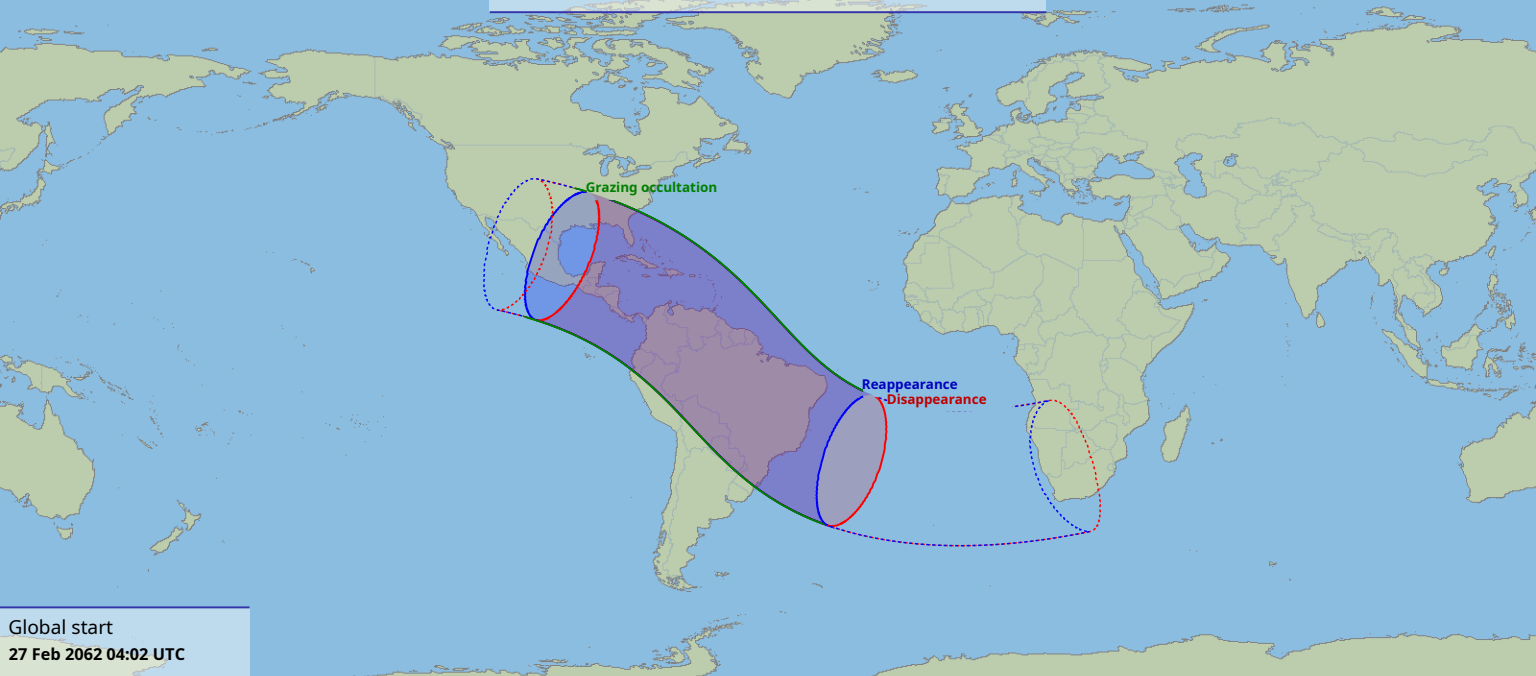 Grazing occultation
Reappearance
Disappearance
Global start
27 Feb 2062 04:02 UTC